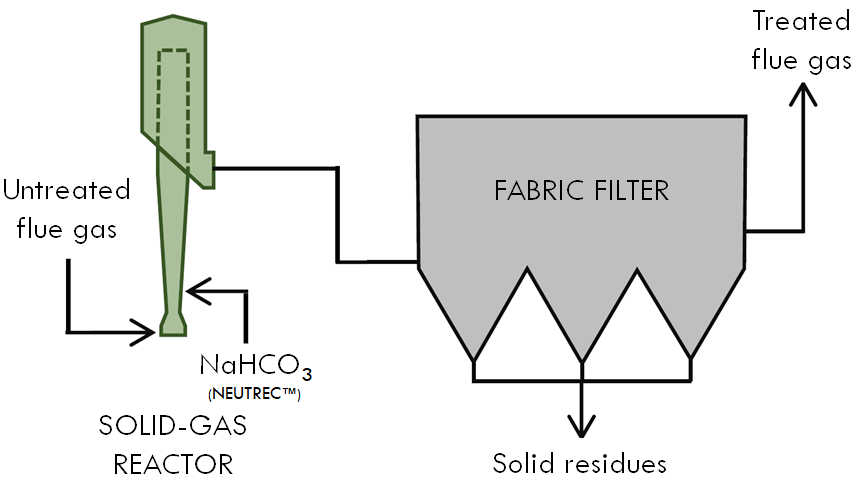 Treated
flue gas
FABRIC FILTER
Untreated
flue gas
NaHCO₃
(NEUTREC™)
SOLID-GAS
REACTOR
Solid residues